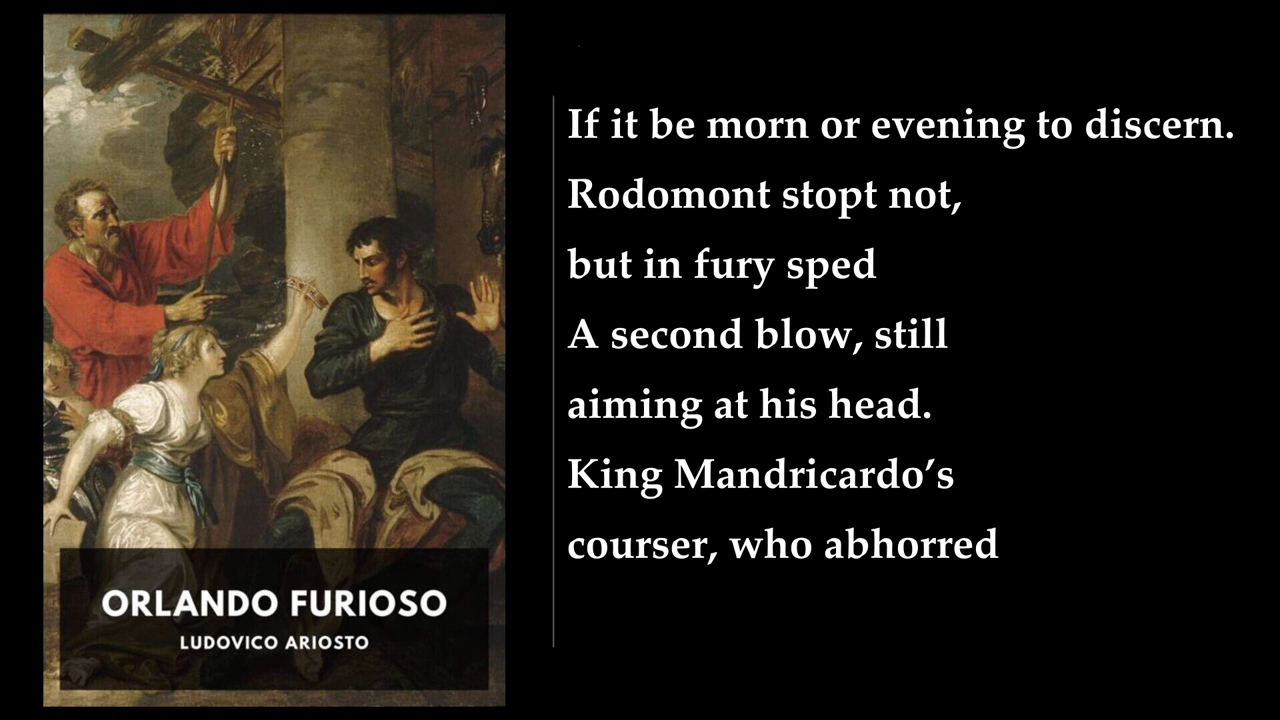 If it be morn or evening to discern.
Rodomont stopt not,
but in fury sped
A second blow, still
aiming at his head.
King Mandricardo’s
courser, who abhorred
ORLANDO FURIOSO
LUDOVICO ARIOSTO